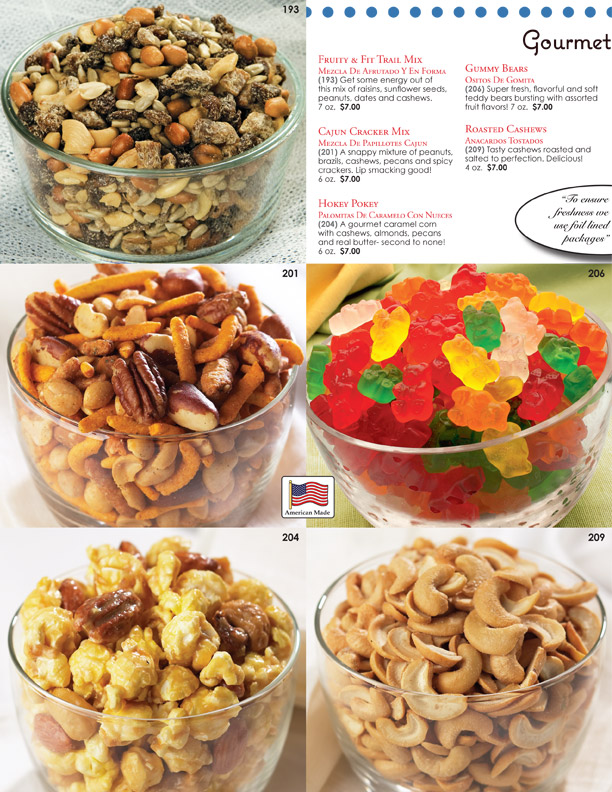 193
Gourmet
Fruity & Fit Trail Mix
Mezcla De Afrutado Y En Forma
(193) Get some energy out of
this mix of raisins, sunflower seeds,
peanuts, dates and cashews.
7 oz. $7.00
Cajun Cracker Mix
Mezcla De Papillotes Cajun
(201) A snappy mixture of peanuts,
brazils, cashews, pecans and spicy
crackers. Lip smacking good!
6 oz. $7.00
Hokey Pokey
Palomitas De Caramelo Con Nueces
(204) A gourmet caramel corn
with cashews, almonds, pecans
and real butter- second to none!
6 oz. $7.00
Gummy Bears
Ositos De Gomita
(206) Super fresh, flavorful and soft
teddy bears bursting with assorted
fruit flavors! 7 oz. $7.00
Roasted Cashews
Anacardos Tostados
(209) Tasty cashews roasted and
salted to perfection. Delicious!
4 oz. $7.00
"To ensure
freshness we
use foil lined
packages"
201
206
American Made
204
209